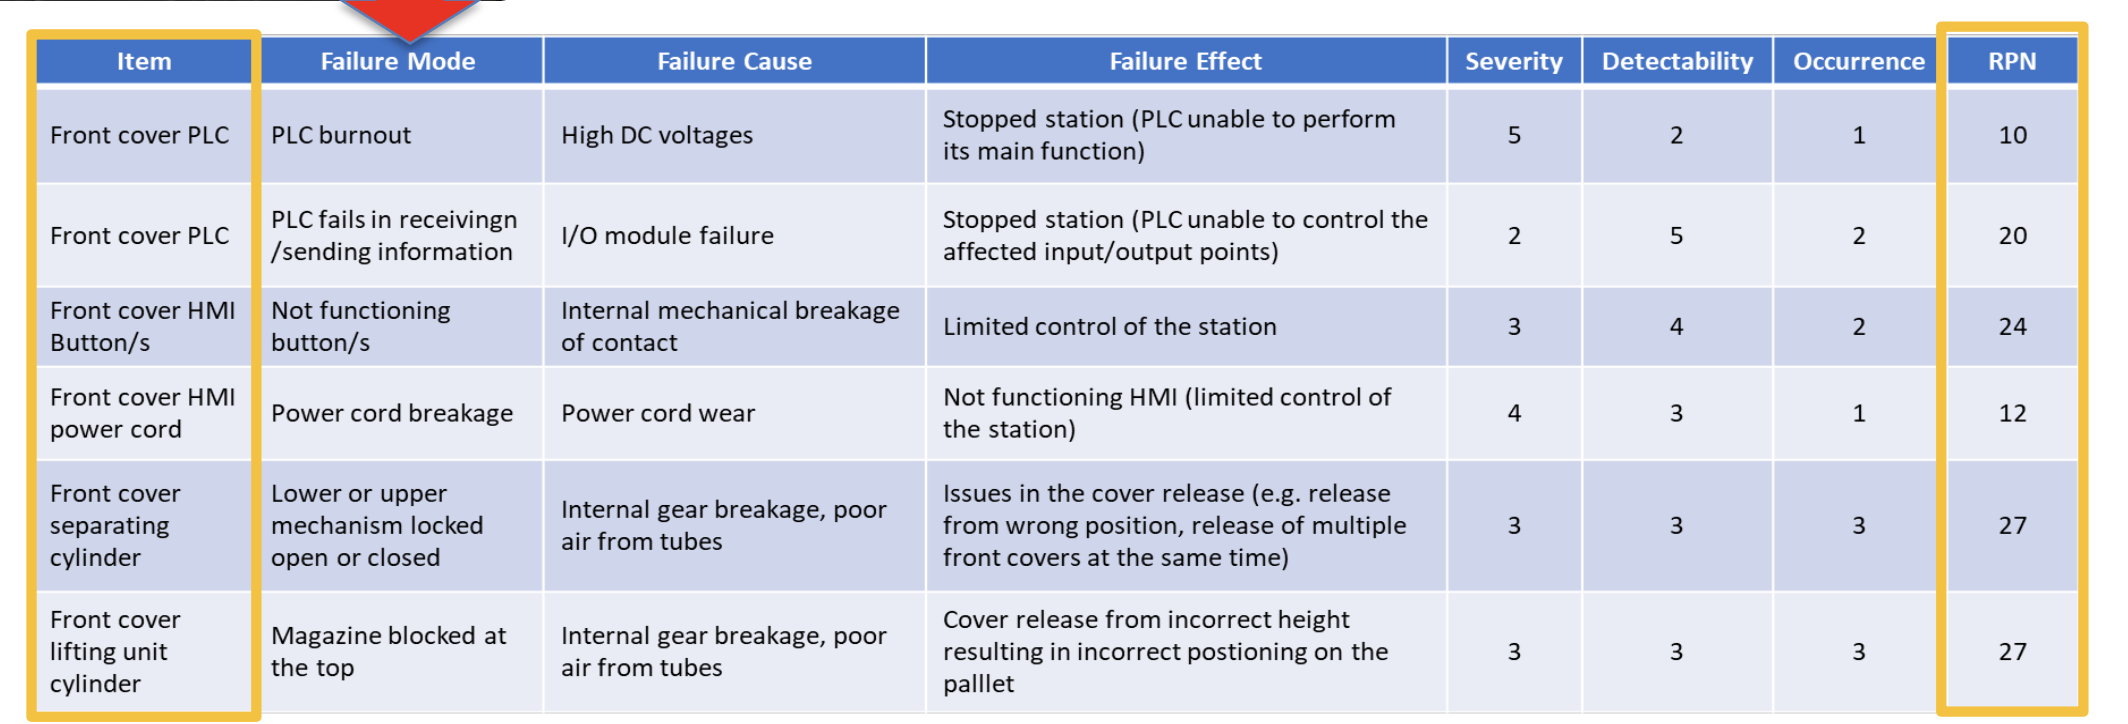 Item Failure Mode Failure Cause Failure Effect Severity Detectability Occurrence RPN
Front cover PLC PLC burnout High DC voltages Stopped station (PLC unable to perform
its main function) 5 2 1 10
Front cover PLC PLC fails in receivingn
/sending information I/O module failure Stopped station (PLC unable to control the
affected input/output points) 2 5 2 20
Front cover HMI
Button/s Not functioning
button/s Internal mechanical breakage
of contact Limited control of the station 3 4 2 24
Front cover HMI
power cord Power cord breakage Power cord wear Not functioning HMI (limited control of
the station) 4 3 1 12
Front cover
separating
cylinder Lower or upper
mechanism locked
open or closed Internal gear breakage, poor
air from tubes Issues in the cover release (e.g. release
from wrong position, release of multiple
front covers at the same time) 3 3 3 27
Front cover
lifting unit
cylinder Magazine blocked at
the top Internal gear breakage, poor
air from tubes Cover release from incorrect height
resulting in incorrect postioning on the
palllet 3 3 3 27